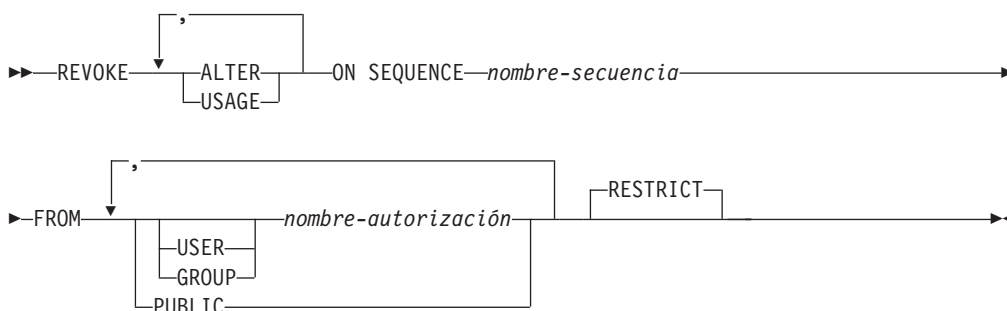 ,
REVOKE ALTER ON SEQUENCE nombre-secuencia
USAGE
,
RESTRICT
FROM nombre-autorización
USER
GROUP
PUBLIC